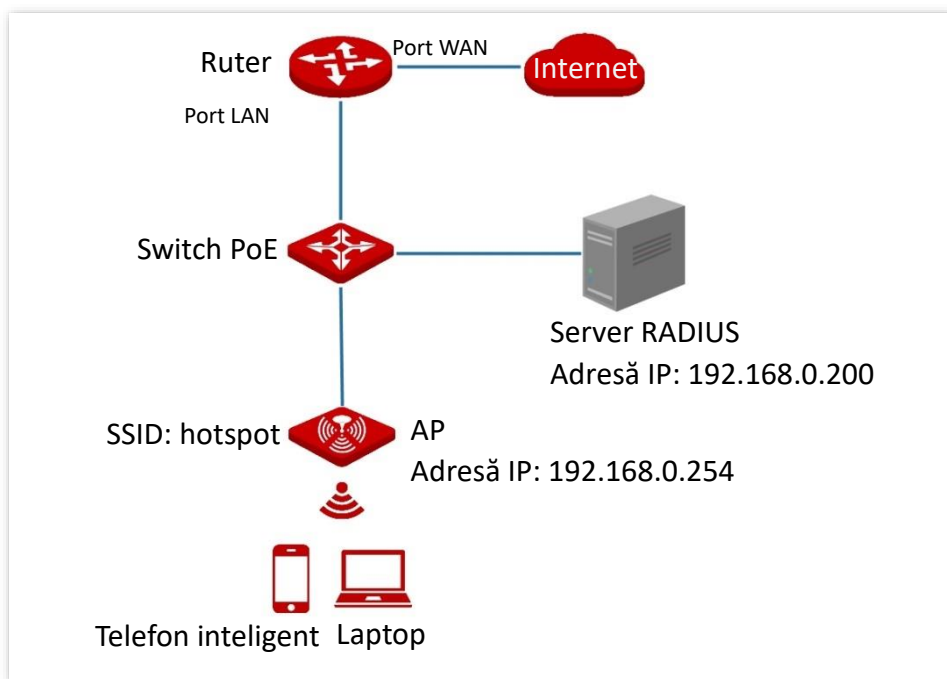 Ruter
Port WAN
Internet
Port LAN
Switch PoE
Server RADIUS
Adresă IP: 192.168.0.200
SSID: hotspot
AP
Adresă IP: 192.168.0.254
Telefon inteligent
Laptop